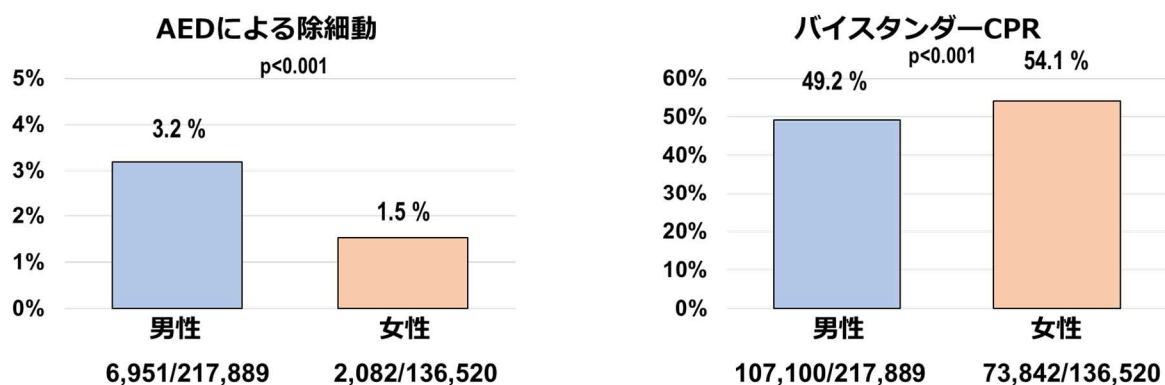 AEDによる除細動
p<0.001
5%
4%
3%
2%
1%
0%
3.2 %
1.5 %
男性
女性
6,951/217,889
2,082/136,520
バイスタンダーCPR
p<0.001
60%
50%
40%
30%
20%
10%
0%
49.2 %
54.1 %
男性
女性
107,100/217,889
73,842/136,520